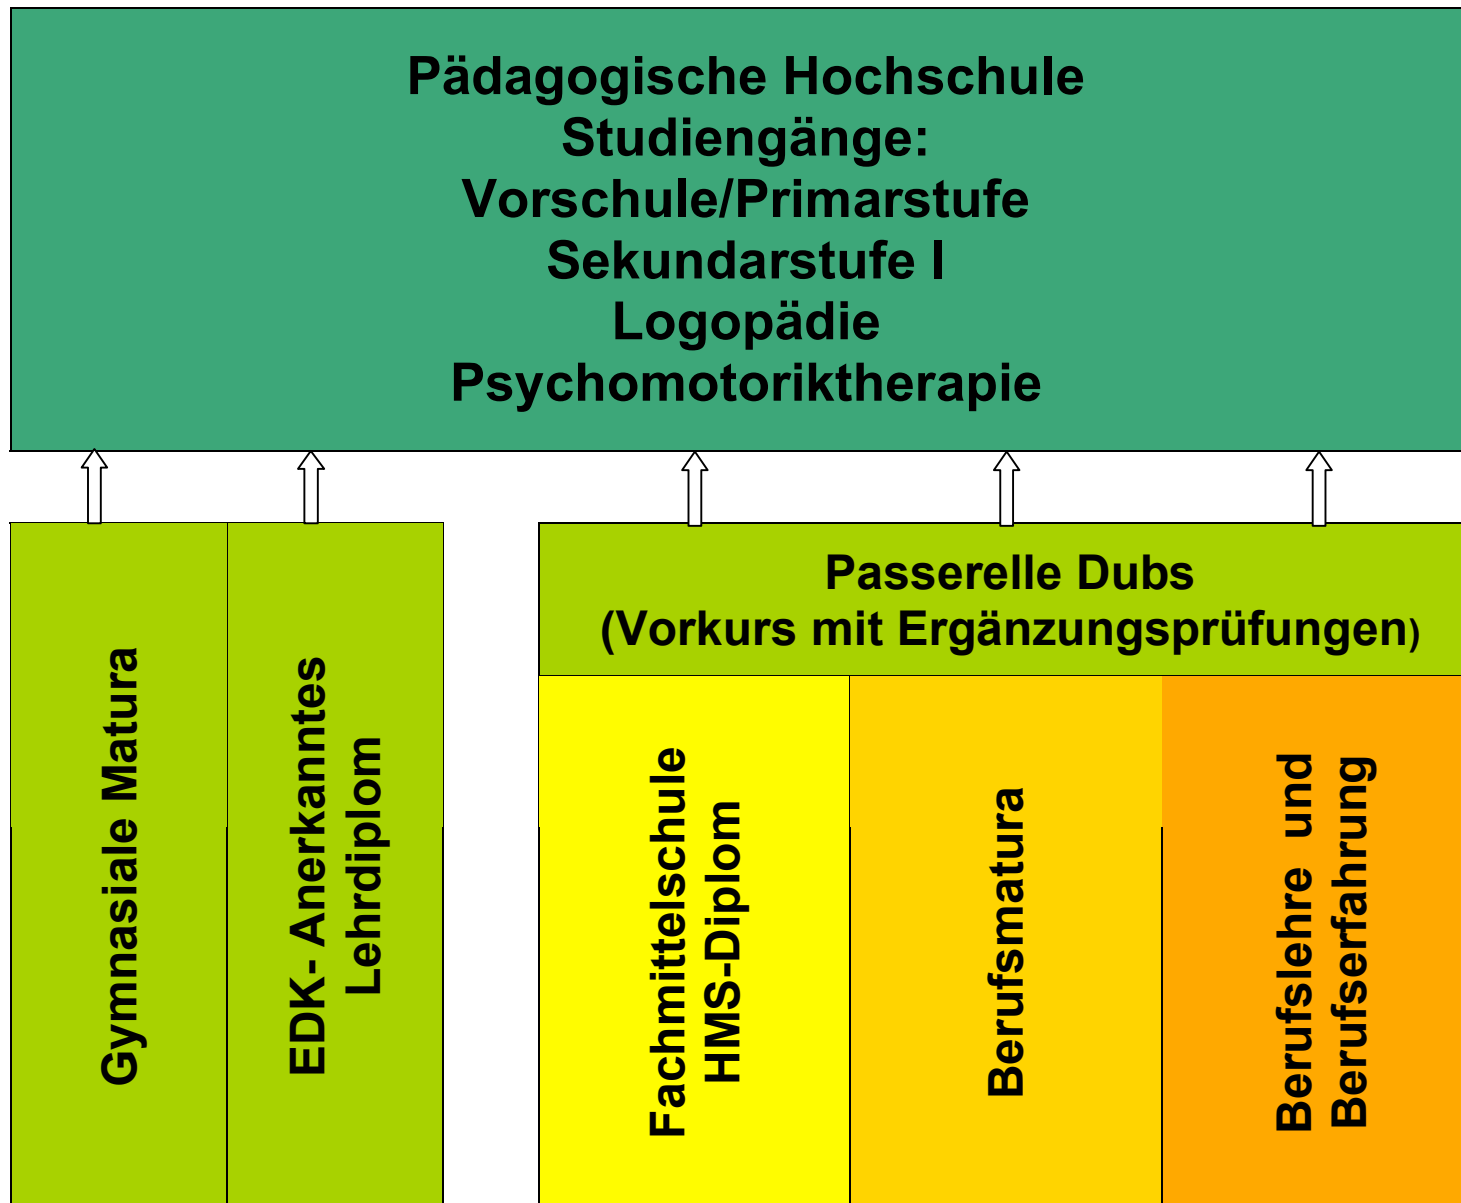 Pädagogische Hochschule
Studiengänge:
Vorschule/Primarstufe
Sekundarstufe I
Logopädie
Psychomotoriktherapie
Gymnasiale Matura
EDK- Anerkanntes
Lehrdiplom
Passerelle Dubs
(Vorkurs mit Ergänzungsprüfungen)
Fachmittelschule
HMS-Diplom
Berufsmatura
Berufslehre und
Berufserfahrung